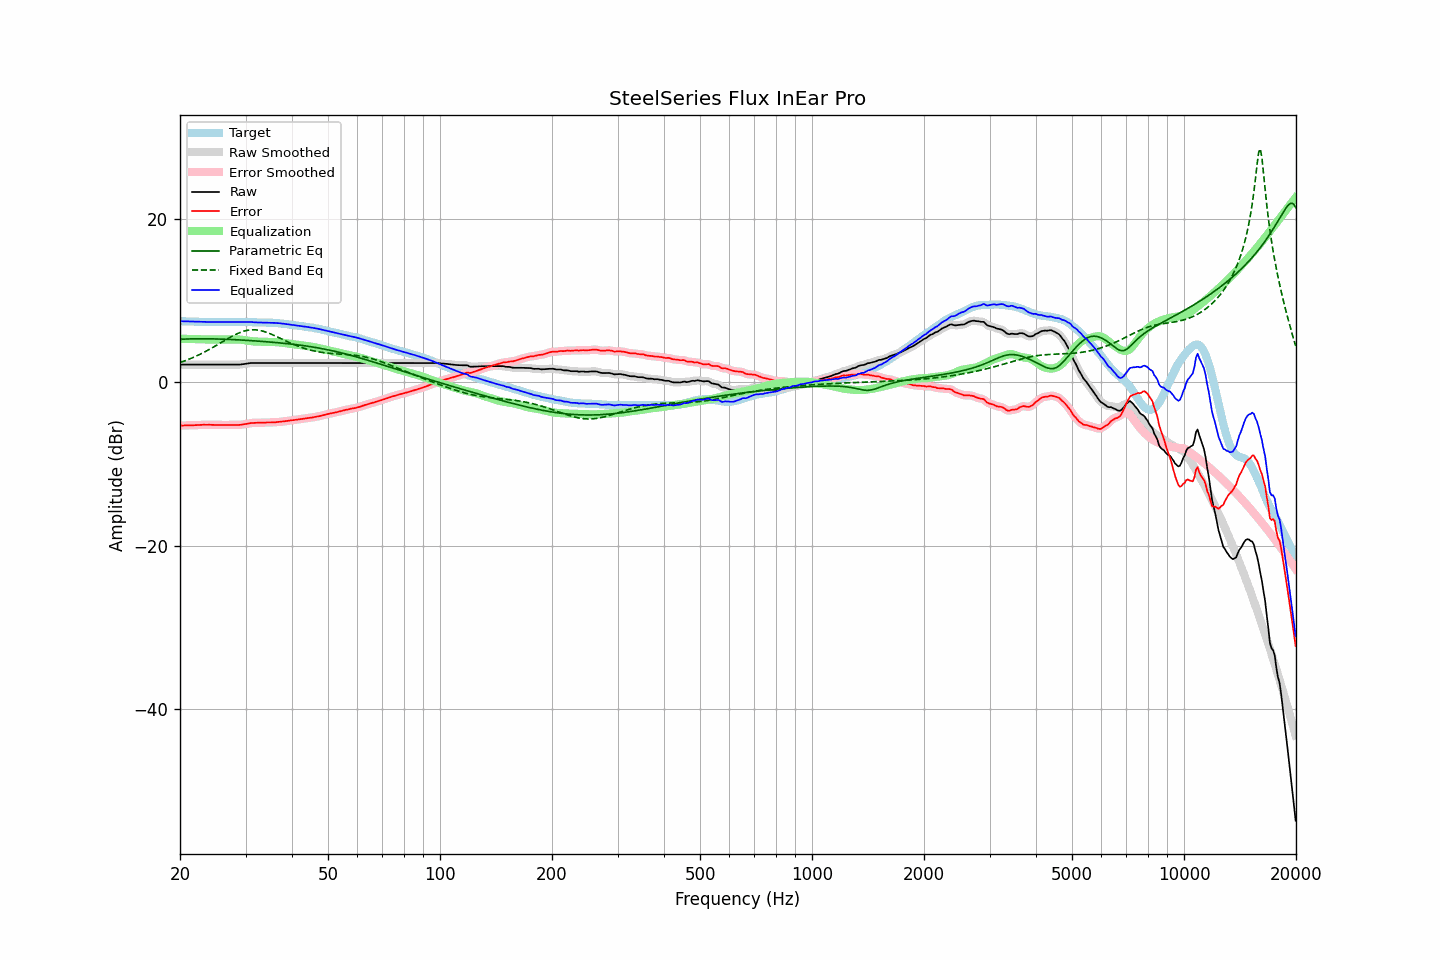 SteelSeries Flux InEar Pro
Target
Raw Smoothed
Error Smoothed
Raw
Error
Equalization
Parametric Eq
Fixed Band Eq
Equalized
Amplitude (dBr)
20
0
−20
−40
20
50
100
200
500
1000
2000
5000
10000
20000
Frequency (Hz)